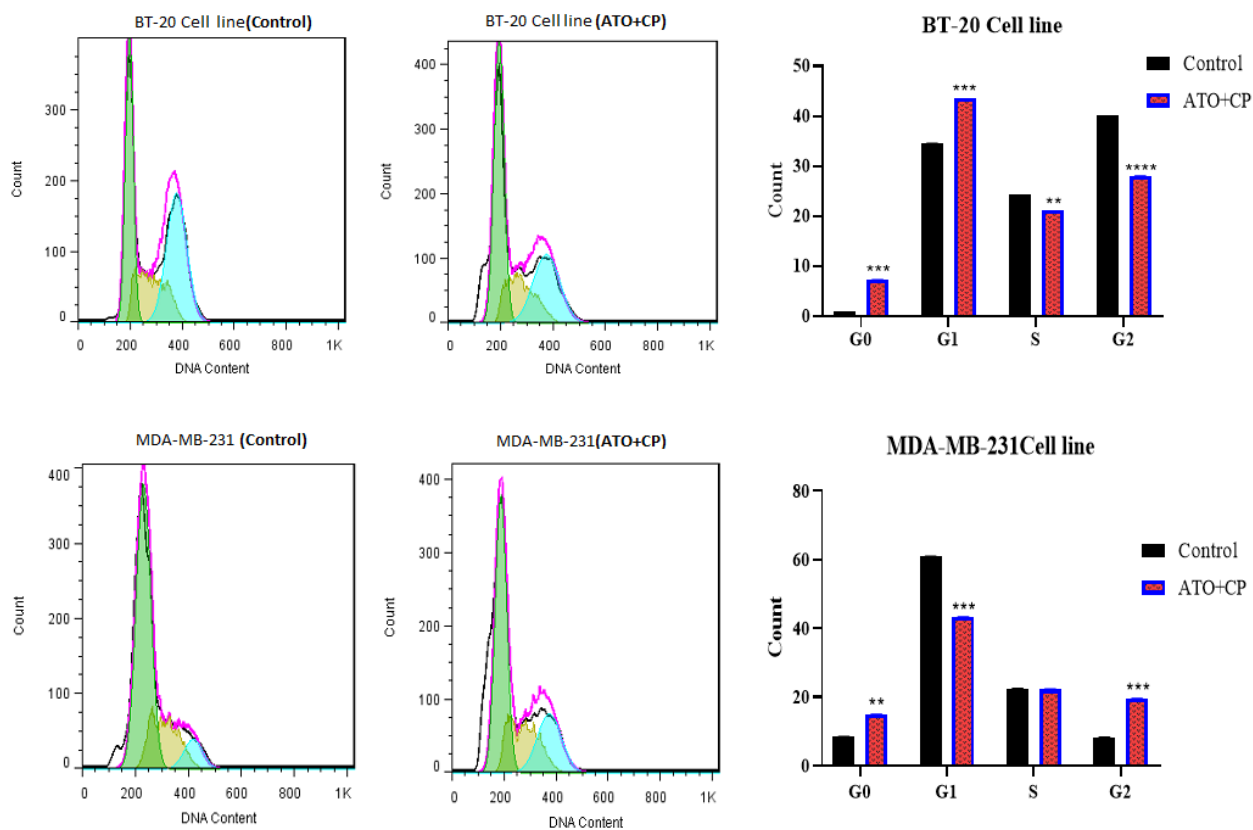 BT-20 Cell line(Control)
300
200
100
0
Count
0 200 400 600 800 1K
DNA Content
BT-20 Cell line (ATO+CP)
400
300
200
100
0
Count
0 200 400 600 800 1K
DNA Content
BT-20 Cell line
Control
ATO+CP
50
40
30
20
10
0
Count
***
***
**
****
G0 G1 S G2
MDA-MB-231 (Control)
400
300
200
100
0
Count
0 200 400 600 800 1K
DNA Content
MDA-MB-231(ATO+CP)
400
300
200
100
0
Count
0 200 400 600 800 1K
DNA Content
MDA-MB-231Cell line
Control
ATO+CP
80
60
40
20
0
Count
**
***
***
G0 G1 S G2